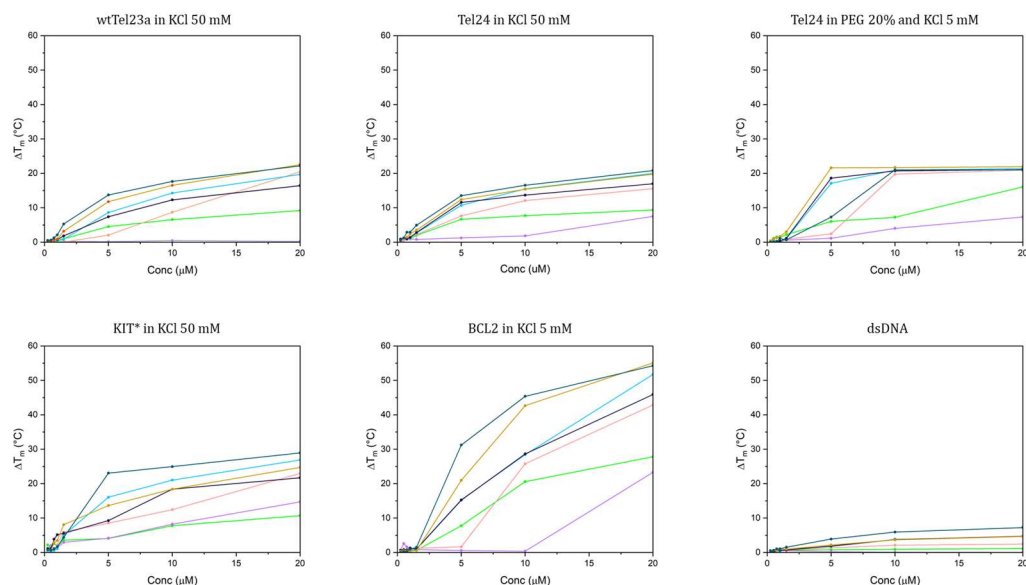 wtTel23a in KCl 50 mM
Tel24 in KCl 50 mM
Tel24 in PEG 20% and KCl 5 mM
60
50
40
30
20
10
0
ΔTm (°C)
0 5 10 15 20
Conc (μM)
60
50
40
30
20
10
0
ΔTm (°C)
0 5 10 15 20
Conc (uM)
60
50
40
30
20
10
0
ΔTm (°C)
0 5 10 15 20
Conc (μM)
KIT* in KCl 50 mM
BCL2 in KCl 5 mM
dsDNA
60
50
40
30
20
10
0
ΔTm (°C)
0 5 10 15 20
Conc (μM)
60
50
40
30
20
10
0
ΔTm (°C)
0 5 10 15 20
Conc (μM)
60
50
40
30
20
10
0
ΔTm (°C)
0 5 10 15 20
Conc (μM)